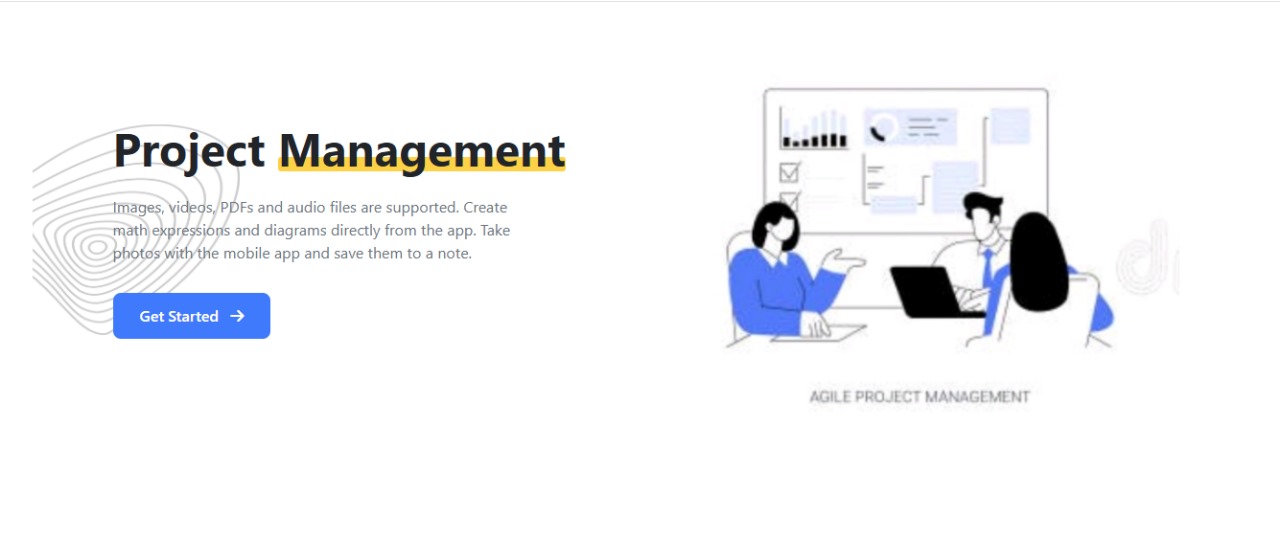 Project Management
Images, videos, PDFs and audio files are supported. Create
math expressions and diagrams directly from the app. Take
photos with the mobile app and save them to a note.
Get Started
AGILE PROJECT MANAGEMENT